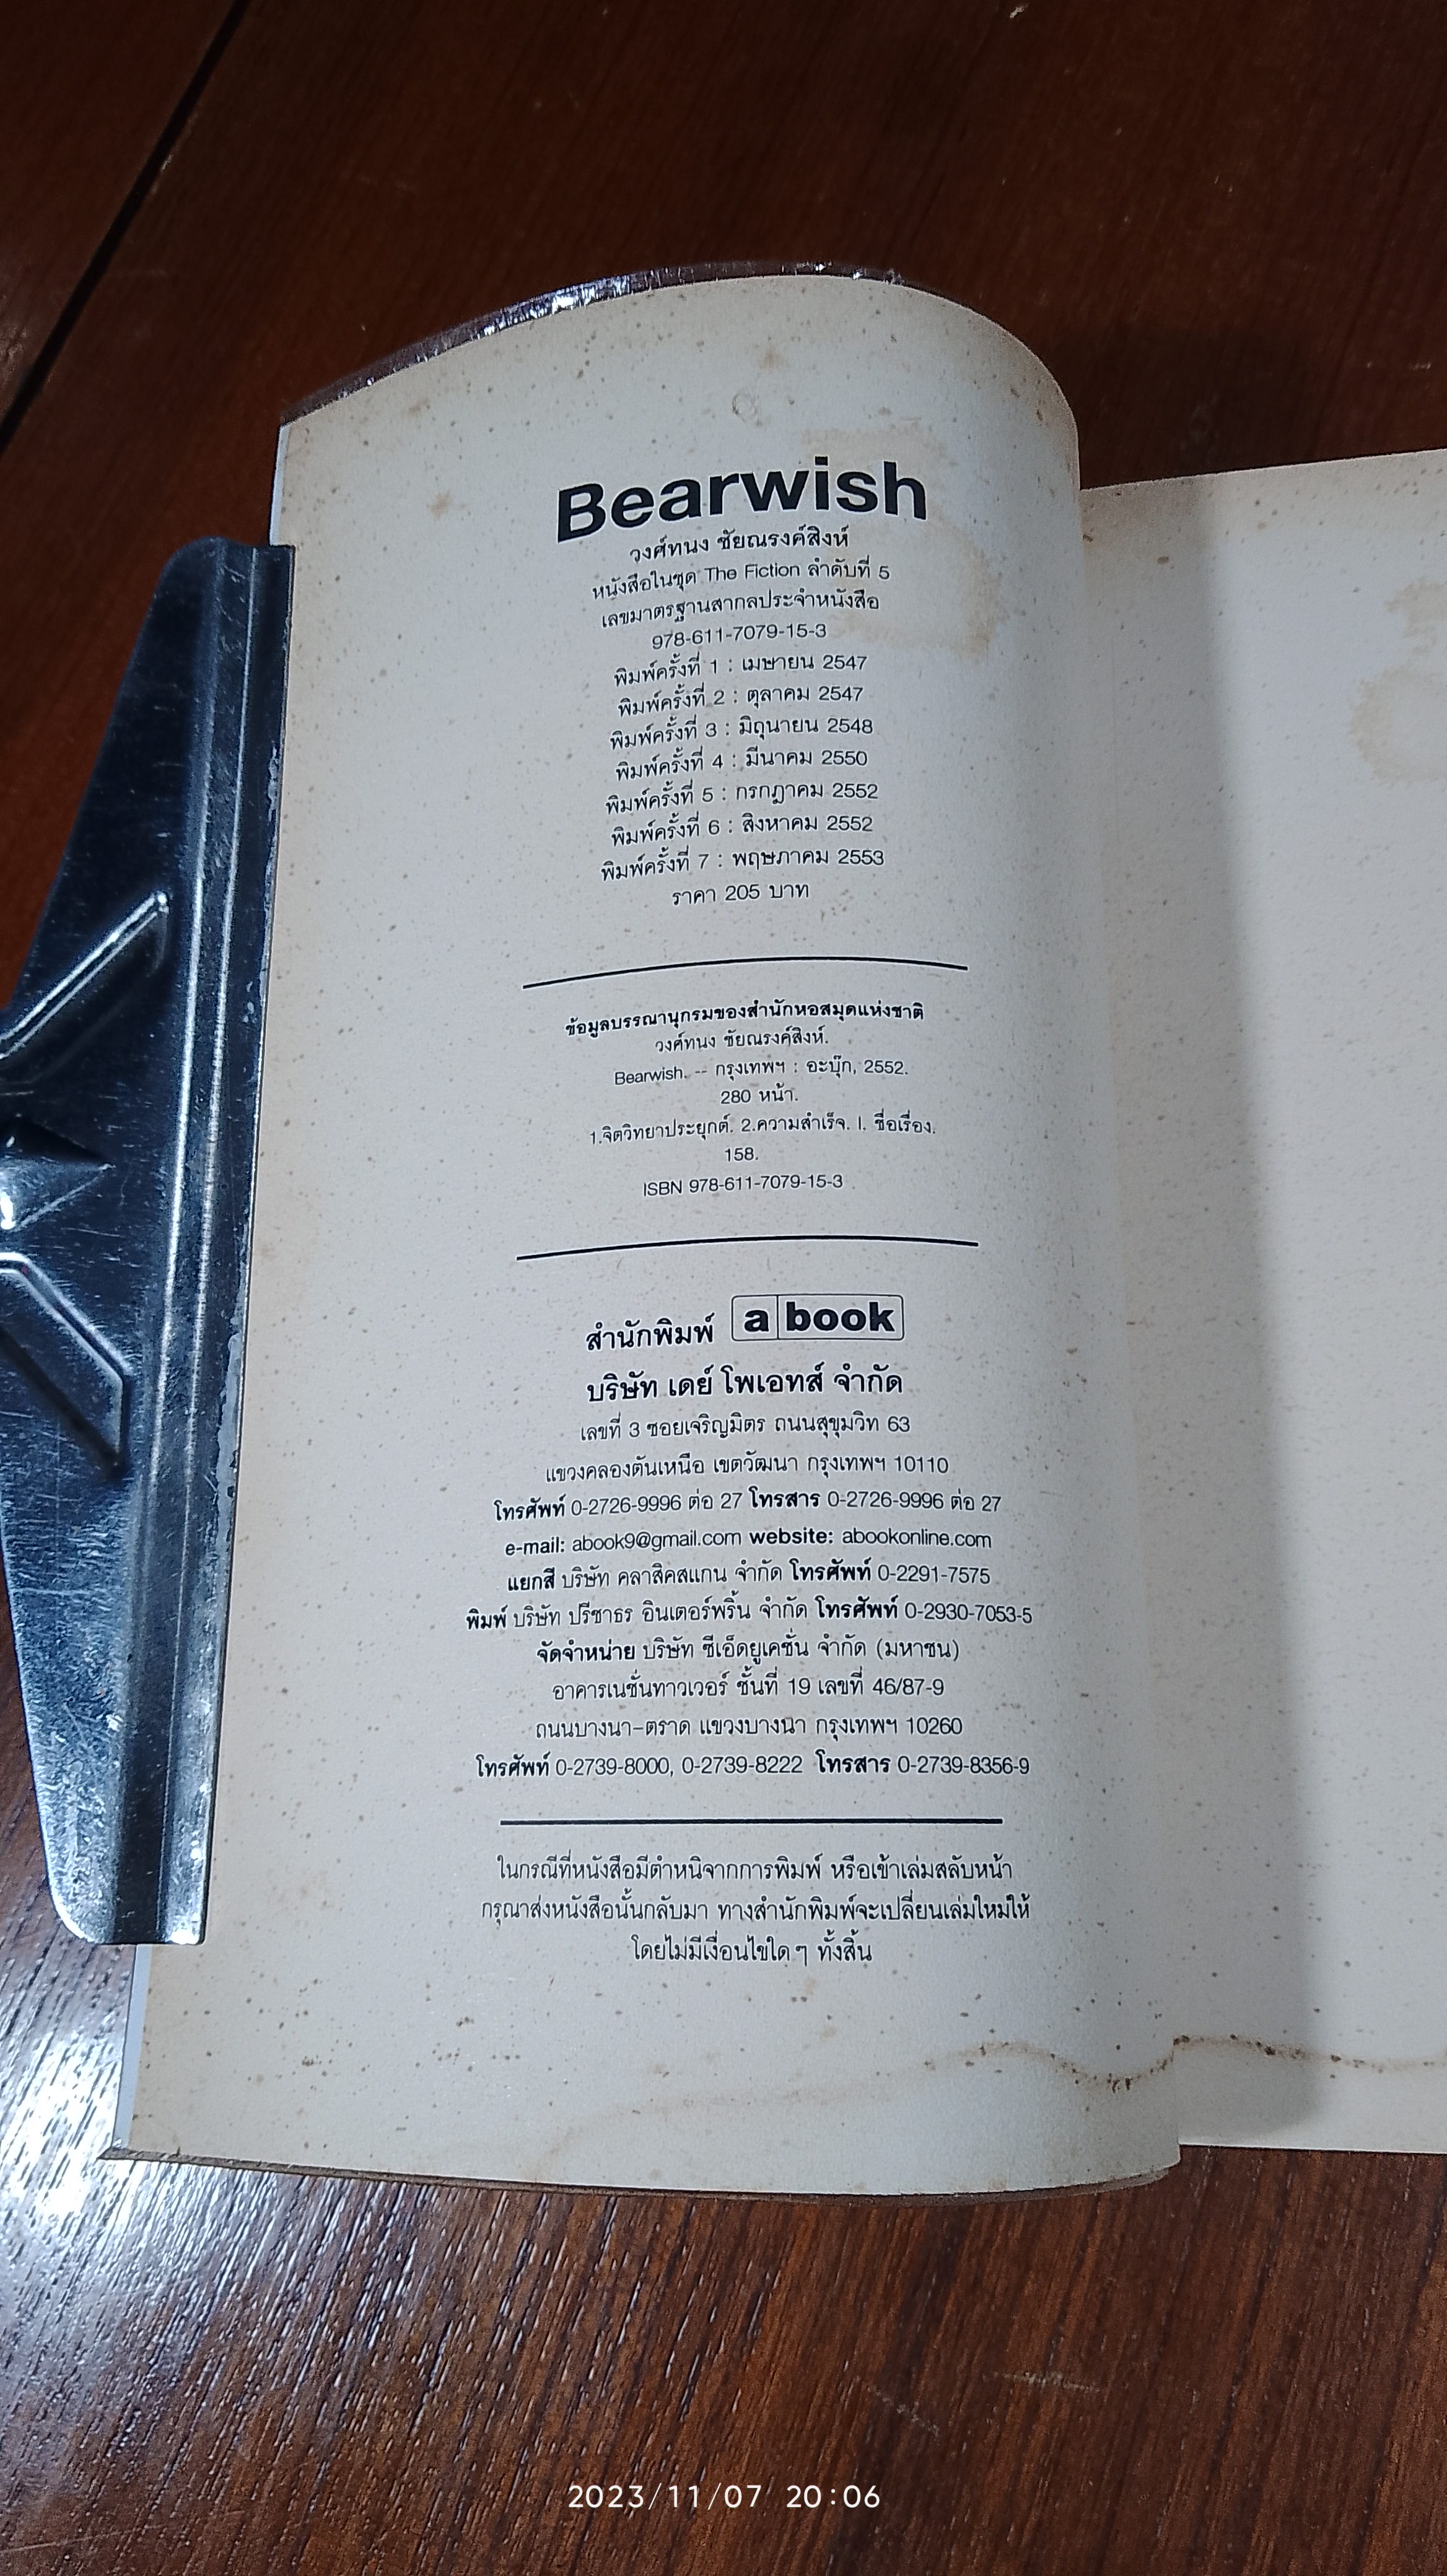 Bearwish
วงศ์ทนง ชัยณรงค์สิงห์
หนังสือในชุด The Fiction ลำดับที่ 5
เลขมาตรฐานสากลประจำหนังสือ
978-611-7079-15-3
พิมพ์ครั้งที่ 1 : เมษายน 2547
พิมพ์ครั้งที่ 2 : ตุลาคม 2547
พิมพ์ครั้งที่ 3 : มิถุนายน 2548
พิมพ์ครั้งที่ 4 : มีนาคม 2550
พิมพ์ครั้งที่ 5 : กรกฎาคม 2552
พิมพ์ครั้งที่ 6 : สิงหาคม 2552
พิมพ์ครั้งที่ 7 : พฤษภาคม 2553
ราคา 205 บาท
ข้อมูลบรรณานุกรมของสำนักหอสมุดแห่งชาติ
วงศ์ทนง ชัยณรงค์สิงห์.
Bearwish. -- กรุงเทพฯ : อะบุ๊ก, 2552.
280 หน้า.
1.จิตวิทยาประยุกต์. 2.ความสำเร็จ. I. ชื่อเรื่อง.
158.
ISBN 978-611-7079-15-3
สำนักพิมพ์ a book
บริษัท เดย์ โพเอทส์ จำกัด
เลขที่ 3 ซอยเจริญมิตร ถนนสุขุมวิท 63
แขวงคลองตันเหนือ เขตวัฒนา กรุงเทพฯ 10110
โทรศัพท์ 0-2726-9996 ต่อ 27 โทรสาร 0-2726-9996 ต่อ 27
e-mail: abook9@gmail.com website: abookonline.com
แยกสี บริษัท คลาสิคสแกน จำกัด โทรศัพท์ 0-2291-7575
พิมพ์ บริษัท ปรีชาธร อินเตอร์พริ้น จำกัด โทรศัพท์ 0-2930-7053-5
จัดจำหน่าย บริษัท ซีเอ็ดยูเคชั่น จำกัด (มหาชน)
อาคารเนชั่นทาวเวอร์ ชั้นที่ 19 เลขที่ 46/87-9
ถนนบางนา-ตราด แขวงบางนา กรุงเทพฯ 10260
โทรศัพท์ 0-2739-8000, 0-2739-8222 โทรสาร 0-2739-8356-9
ในกรณีที่หนังสือมีตำหนิจากการพิมพ์ หรือเข้าเล่มสลับหน้า
กรุณาส่งหนังสือนั้นกลับมา ทางสำนักพิมพ์จะเปลี่ยนเล่มใหม่ให้
โดยไม่มีเงื่อนไขใดๆ ทั้งสิ้น
2023/11/07 20:06